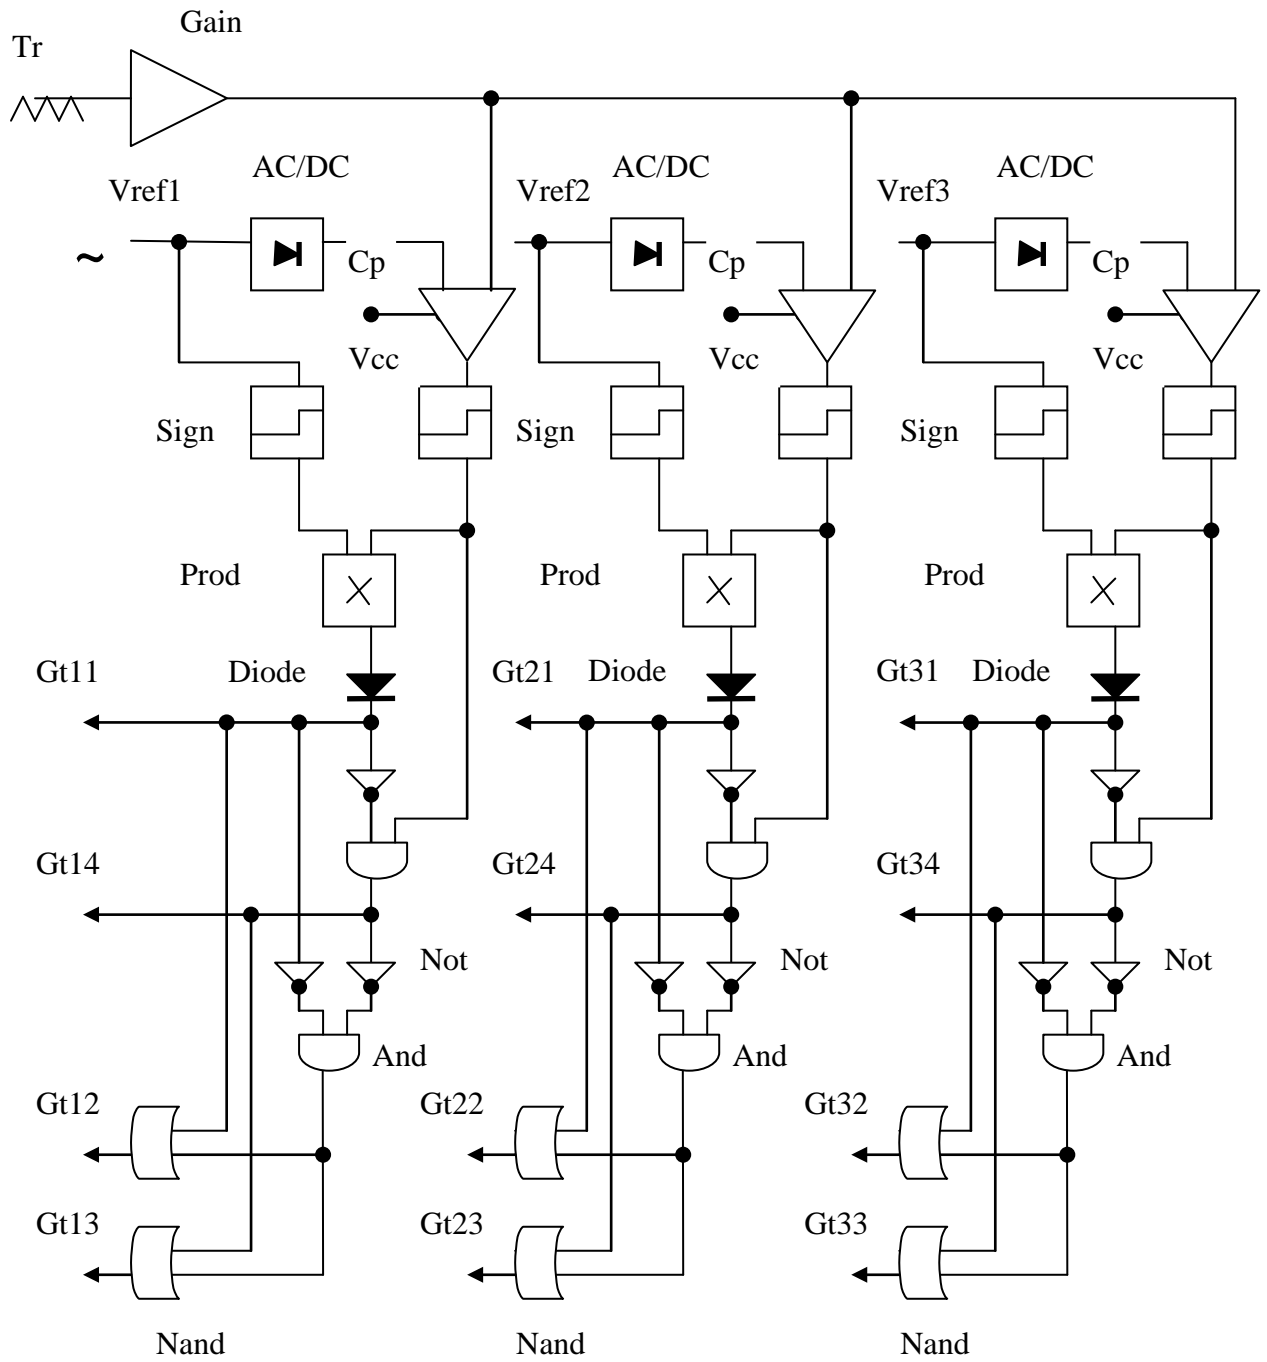 Gain
Tr
AC/DC AC/DC AC/DC
Vref1 Vref2 Vref3
~
Cp Cp Cp
Vcc Vcc Vcc
Sign Sign Sign
Prod Prod Prod
Gt11 Diode Gt21 Diode Gt31 Diode
Gt14 Gt24 Gt34
Not Not Not
And And And
Gt12 Gt22 Gt32
Gt13 Gt23 Gt33
Nand Nand Nand